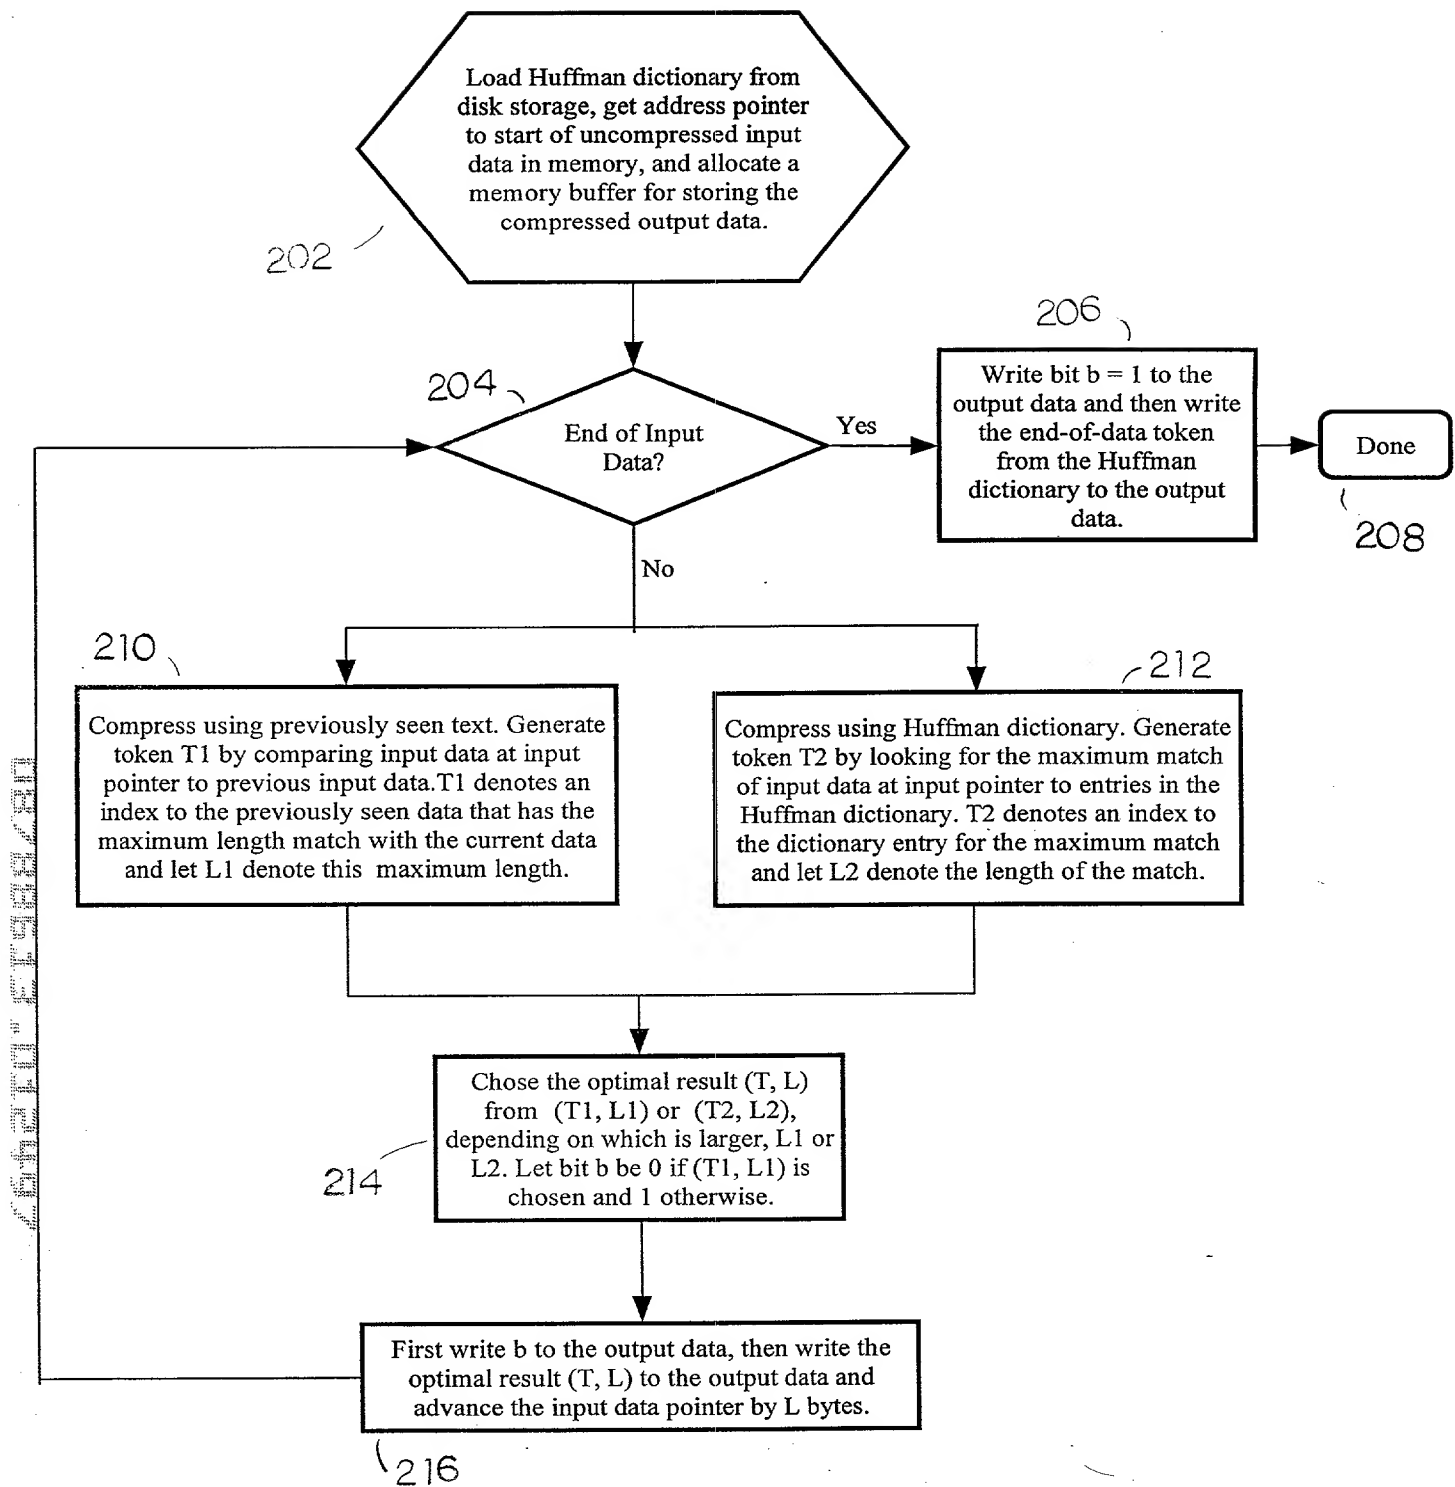 Load Huffman dictionary from
disk storage, get address pointer
to start of uncompressed input
data in memory, and allocate a
memory buffer for storing the
compressed output data.
202
206
204
End of Input
Data?
Yes
Write bit b = 1 to the
output data and then write
the end-of-data token
from the Huffman
dictionary to the output
data.
Done
208
No
210
212
Compress using previously seen text. Generate
token T1 by comparing input data at input
pointer to previous input data.T1 denotes an
index to the previously seen data that has the
maximum length match with the current data
and let L1 denote this maximum length.
Compress using Huffman dictionary. Generate
token T2 by looking for the maximum match
of input data at input pointer to entries in the
Huffman dictionary. T2 denotes an index to
the dictionary entry for the maximum match
and let L2 denote the length of the match.
Chose the optimal result (T, L)
from (T1, L1) or (T2, L2),
depending on which is larger, L1 or
L2. Let bit b be 0 if (T1, L1) is
chosen and 1 otherwise.
214
First write b to the output data, then write the
optimal result (T, L) to the output data and
advance the input data pointer by L bytes.
216